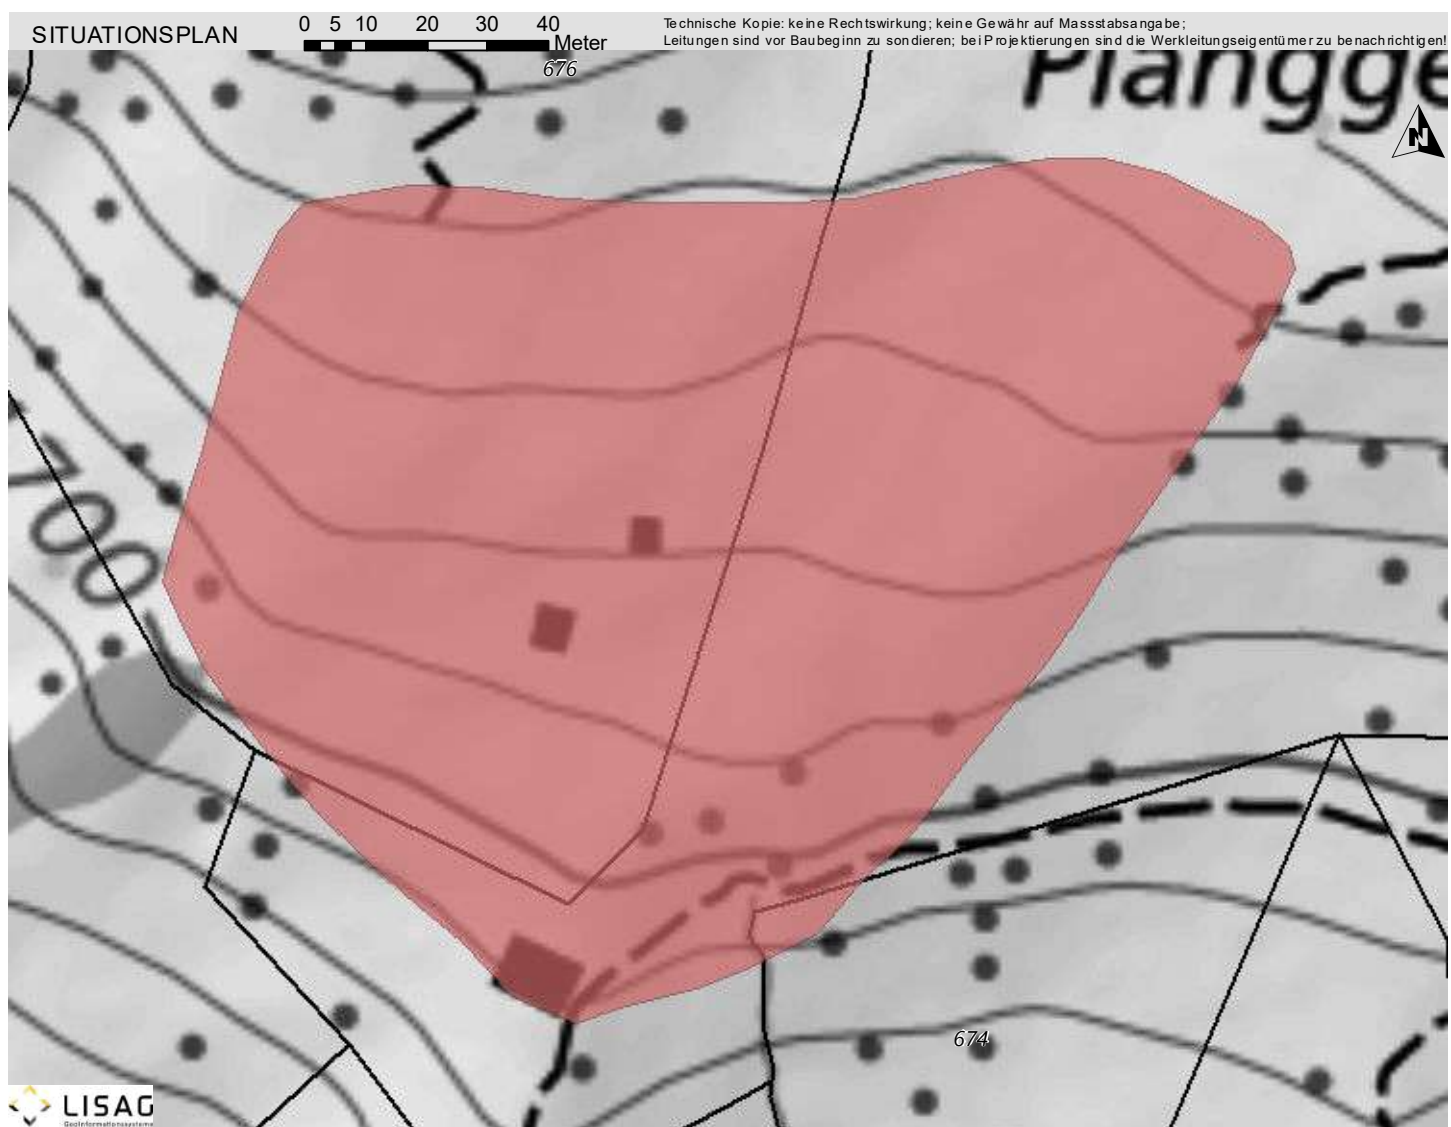 SITUATIONSPLAN
0 5 10 20 30 40
Meter
Technische Kopie: keine Rechtswirkung; keine Gewähr auf Massstabsangabe;
Leitungen sind vor Baubeginn zu sondieren; bei Projektierungen sind die Werkleitungseigentümer zu benachrichtigen!
676
Plangge
N
700
674
LISAG
Geoinformationssysteme